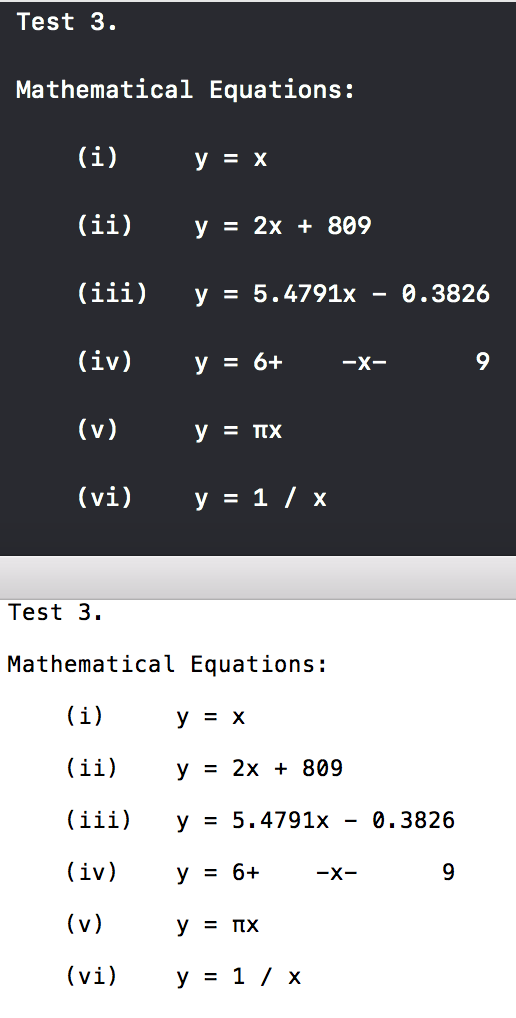 Test 3.
Mathematical Equations:
(i)     y = x
(ii)    y = 2x + 809
(iii)   y = 5.4791x – 0.3826
(iv)    y = 6+    –x–      9
(v)     y = πx
(vi)    y = 1 / x
Test 3.
Mathematical Equations:
(i)     y = x
(ii)    y = 2x + 809
(iii)   y = 5.4791x – 0.3826
(iv)    y = 6+    –x–      9
(v)     y = πx
(vi)    y = 1 / x